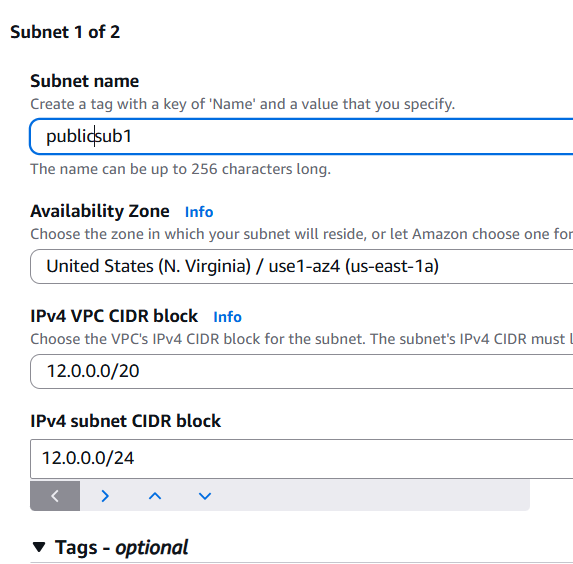 Subnet 1 of 2
Subnet name
Create a tag with a key of 'Name' and a value that you specify.
publicsub1
The name can be up to 256 characters long.
Availability Zone Info
Choose the zone in which your subnet will reside, or let Amazon choose one for
United States (N. Virginia) / use1-az4 (us-east-1a)
IPv4 VPC CIDR block Info
Choose the VPC's IPv4 CIDR block for the subnet. The subnet's IPv4 CIDR must
12.0.0.0/20
IPv4 subnet CIDR block
12.0.0.0/24
Tags - optional